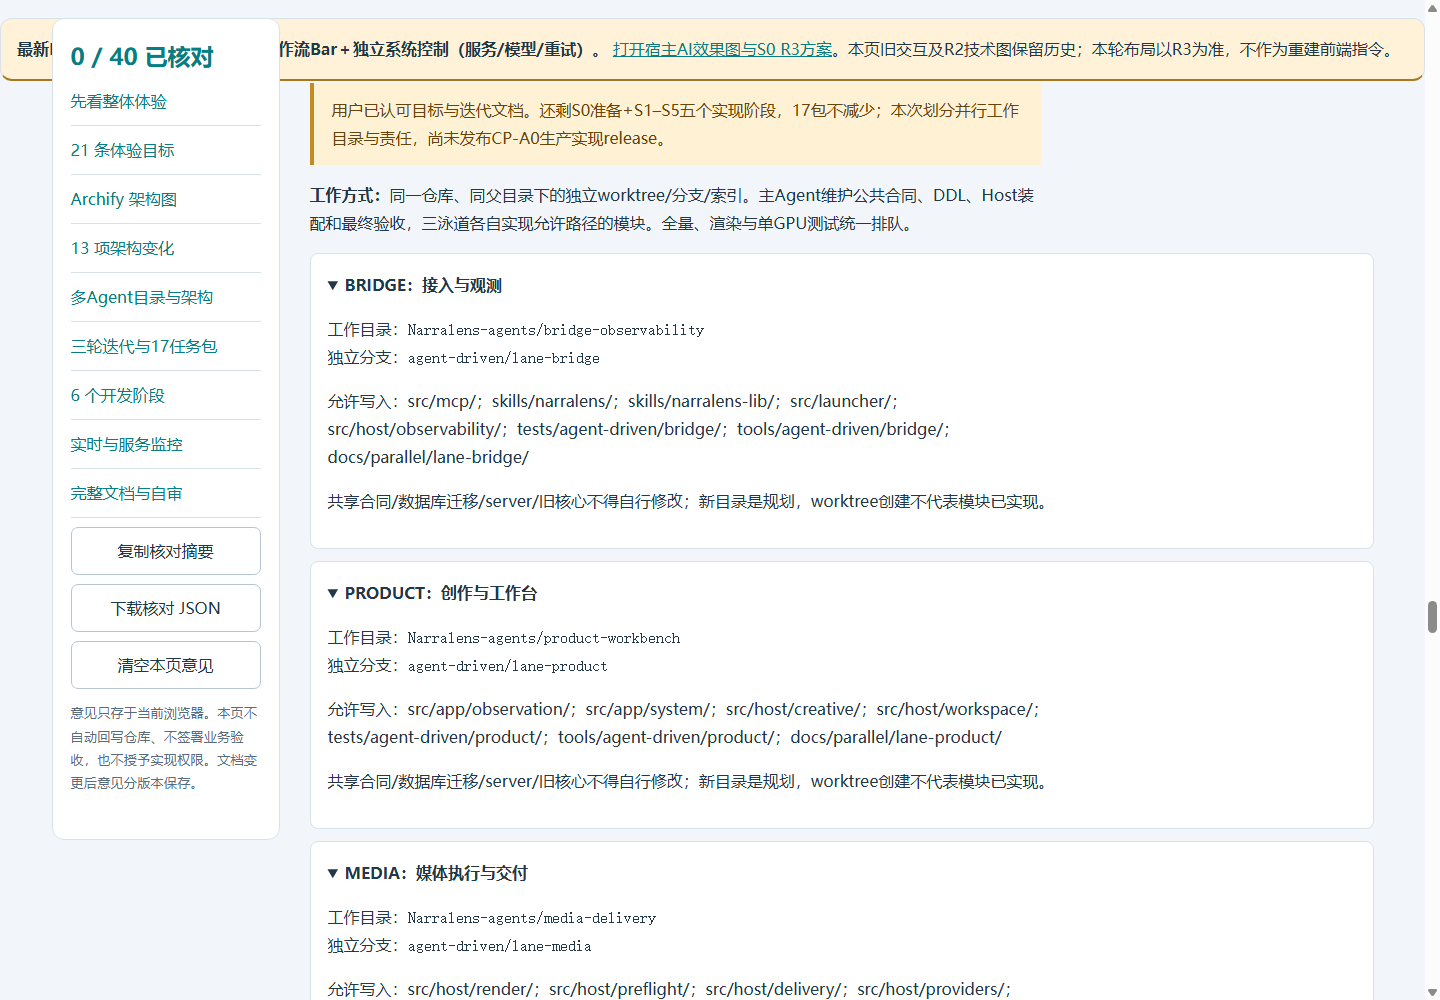 最新
作流Bar＋独立系统控制（服务/模型/重试）。 打开宿主AI效果图与S0 R3方案。本页旧交互及R2技术图保留历史；本轮布局以R3为准，不作为重建前端指令。
0 / 40 已核对
先看整体体验
21 条体验目标
Archify 架构图
13 项架构变化
多Agent目录与架构
三轮迭代与17任务包
6 个开发阶段
实时与服务监控
完整文档与自审
复制核对摘要
下载核对 JSON
清空本页意见
意见只存于当前浏览器。本页不
自动回写仓库、不签署业务验
收，也不授予实现权限。文档变
更后意见分版本保存。
用户已认可目标与迭代文档。还剩S0准备+S1–S5五个实现阶段，17包不减少；本次划分并行工作
目录与责任，尚未发布CP-A0生产实现release。
工作方式：同一仓库、同父目录下的独立worktree/分支/索引。主Agent维护公共合同、DDL、Host装
配和最终验收，三泳道各自实现允许路径的模块。全量、渲染与单GPU测试统一排队。
▼ BRIDGE：接入与观测
工作目录：Narralens-agents/bridge-observability
独立分支：agent-driven/lane-bridge
允许写入：src/mcp/；skills/narralens/；skills/narralens-lib/；src/launcher/；
src/host/observability/；tests/agent-driven/bridge/；tools/agent-driven/bridge/；
docs/parallel/lane-bridge/
共享合同/数据库迁移/server/旧核心不得自行修改；新目录是规划，worktree创建不代表模块已实现。
▼ PRODUCT：创作与工作台
工作目录：Narralens-agents/product-workbench
独立分支：agent-driven/lane-product
允许写入：src/app/observation/；src/app/system/；src/host/creative/；src/host/workspace/；
tests/agent-driven/product/；tools/agent-driven/product/；docs/parallel/lane-product/
共享合同/数据库迁移/server/旧核心不得自行修改；新目录是规划，worktree创建不代表模块已实现。
▼ MEDIA：媒体执行与交付
工作目录：Narralens-agents/media-delivery
独立分支：agent-driven/lane-media
允许写入：src/host/render/；src/host/preflight/；src/host/delivery/；src/host/providers/；